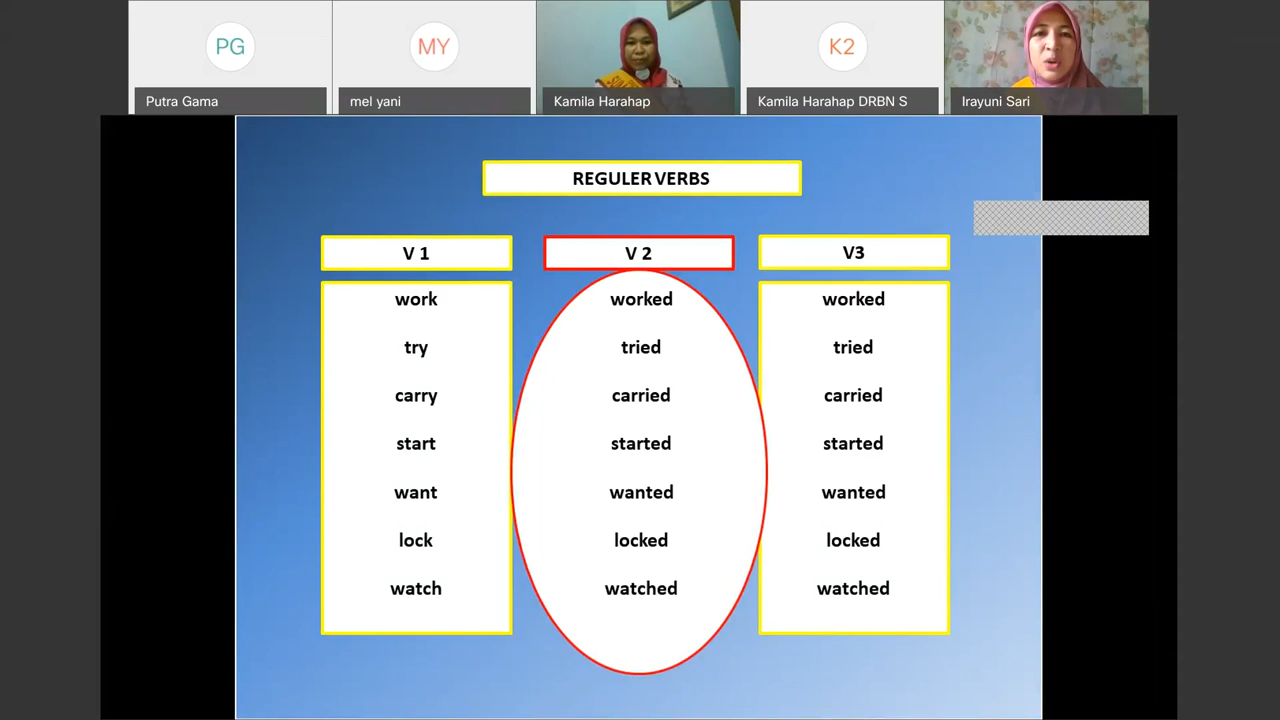 PG
MY
K2
Putra Gama
mel yani
Kamila Harahap
Kamila Harahap DRBN S
Irayuni Sari
REGULER VERBS
V 1
V 2
V3
work
worked
worked
try
tried
tried
carry
carried
carried
start
started
started
want
wanted
wanted
lock
locked
locked
watch
watched
watched